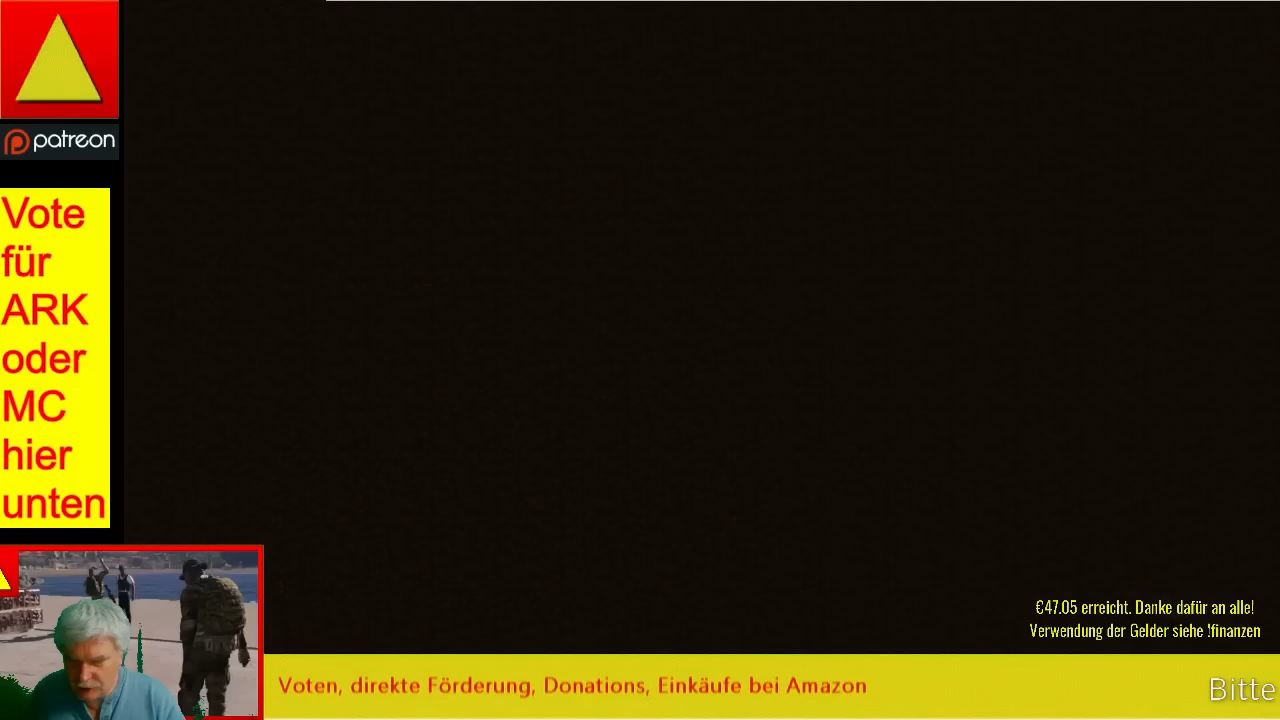 patreon
Vote
für
ARK
oder
MC
hier
unten
€47.05 erreicht. Danke dafür an alle!
Verwendung der Gelder siehe !finanzen
Voten, direkte Förderung, Donations, Einkäufe bei Amazon
Bitte